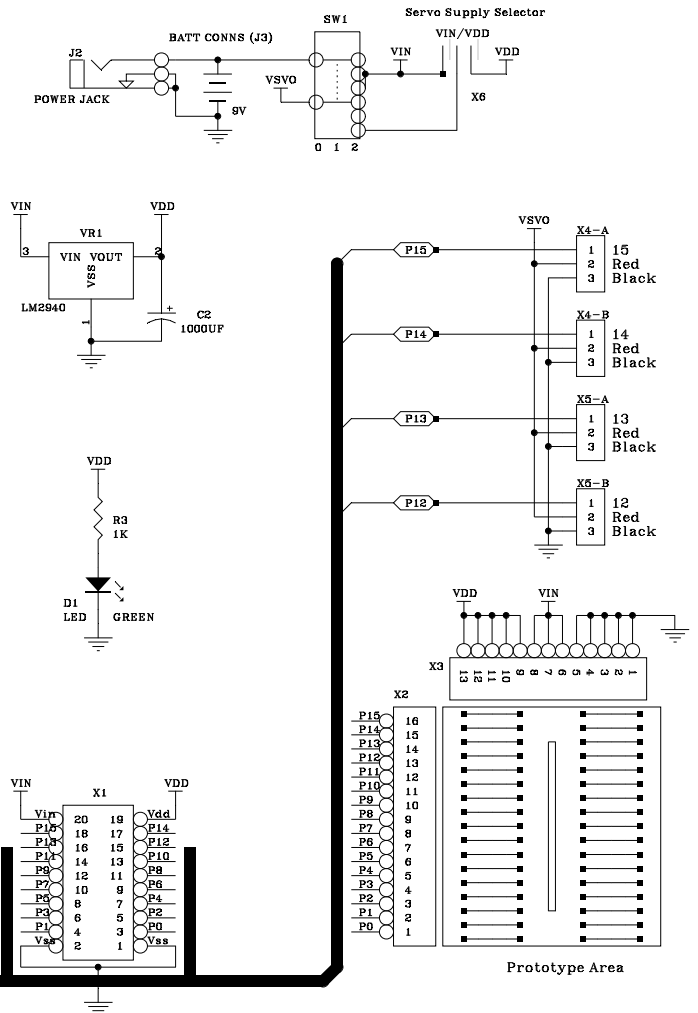 Servo Supply Selector
SW1
VIN/VDD
BATT CONNS (J3)
J2
VIN
VDD
VSVO
X6
POWER JACK
9V
0 1 2
VIN
VDD
VR1
3
VIN VOUT
2
VSS
LM2940
1
C2
1000UF
VSVO
X4-A
P15
1
15
2
Red
3
Black
X4-B
P14
1
14
2
Red
3
Black
X5-A
P13
1
13
2
Red
3
Black
X5-B
P12
1
12
2
Red
3
Black
VDD
R3
1K
D1
LED
GREEN
VDD
VIN
X3
13 12 11 10 9 8 7 6 5 4 3 2 1
X2
P15 16
P14 15
P13 14
P12 13
P11 12
P10 11
P9 10
P8 9
P7 8
P6 7
P5 6
P4 5
P3 4
P2 3
P1 2
P0 1
Prototype Area
VIN
VDD
X1
Vin 20 19 Vdd
P15 18 17 P14
P13 16 15 P12
P11 14 13 P10
P9 12 11 P8
P7 10 9 P6
P5 8 7 P4
P3 6 5 P2
P1 4 3 P0
Vss 2 1 Vss